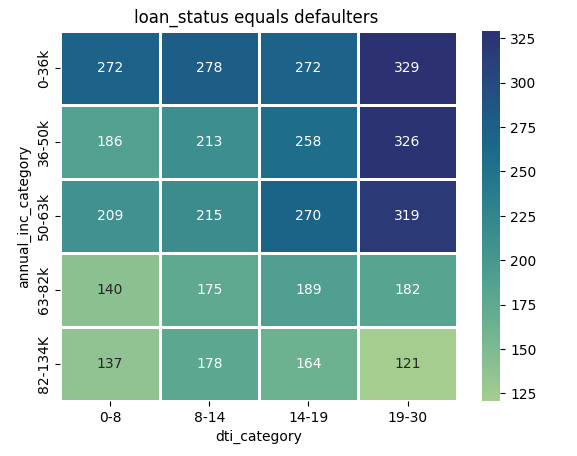 loan_status equals defaulters
annual_inc_category
0-36k 272 278 272 329
36-50k 186 213 258 326
50-63k 209 215 270 319
63-82k 140 175 189 182
82-134K 137 178 164 121
0-8 8-14 14-19 19-30
dti_category
325
300
275
250
225
200
175
150
125